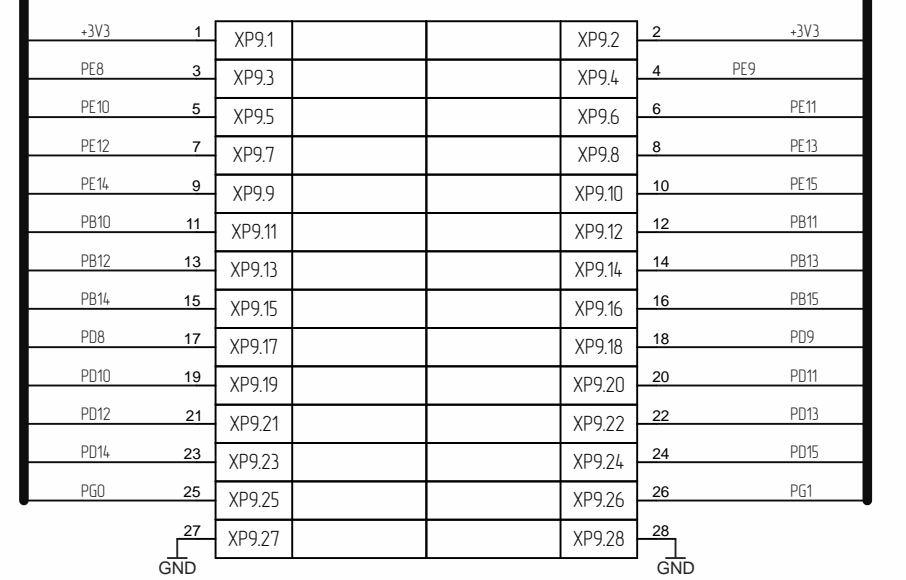 +3V3 1 XP9.1 XP9.2 2 +3V3
PE8 3 XP9.3 XP9.4 4 PE9
PE10 5 XP9.5 XP9.6 6 PE11
PE12 7 XP9.7 XP9.8 8 PE13
PE14 9 XP9.9 XP9.10 10 PE15
PB10 11 XP9.11 XP9.12 12 PB11
PB12 13 XP9.13 XP9.14 14 PB13
PB14 15 XP9.15 XP9.16 16 PB15
PD8 17 XP9.17 XP9.18 18 PD9
PD10 19 XP9.19 XP9.20 20 PD11
PD12 21 XP9.21 XP9.22 22 PD13
PD14 23 XP9.23 XP9.24 24 PD15
PG0 25 XP9.25 XP9.26 26 PG1
27 XP9.27 XP9.28 28
GND GND